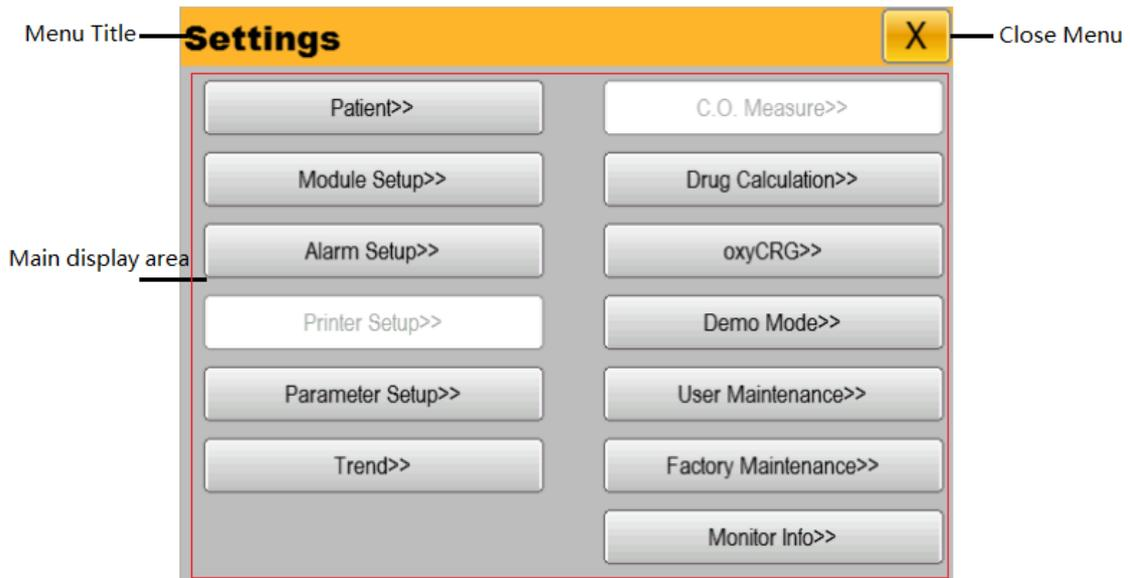 Menu Title
Settings
X
Close Menu
Patient>>
C.O. Measure>>
Module Setup>>
Drug Calculation>>
Main display area
Alarm Setup>>
oxyCRG>>
Printer Setup>>
Demo Mode>>
Parameter Setup>>
User Maintenance>>
Trend>>
Factory Maintenance>>
Monitor Info>>